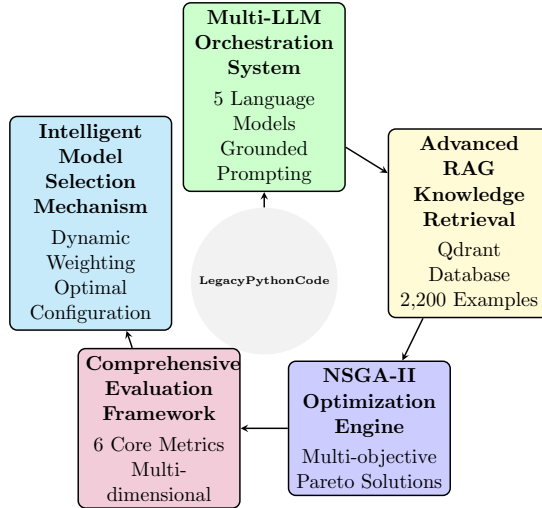 Multi-LLM
Orchestration
System
5 Language
Models
Grounded
Prompting
Intelligent
Model
Selection
Mechanism
Dynamic
Weighting
Optimal
Configuration
Advanced
RAG
Knowledge
Retrieval
Qdrant
Database
2,200 Examples
LegacyPythonCode
Comprehensive
Evaluation
Framework
6 Core Metrics
Multi-
dimensional
NSGA-II
Optimization
Engine
Multi-objective
Pareto Solutions